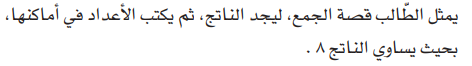 يمثل الطّالب قصة الجمع، ليجد الناتج، ثم يكتب الأعداد في أماكنها،
بحيث يساوي الناتج ٨ .